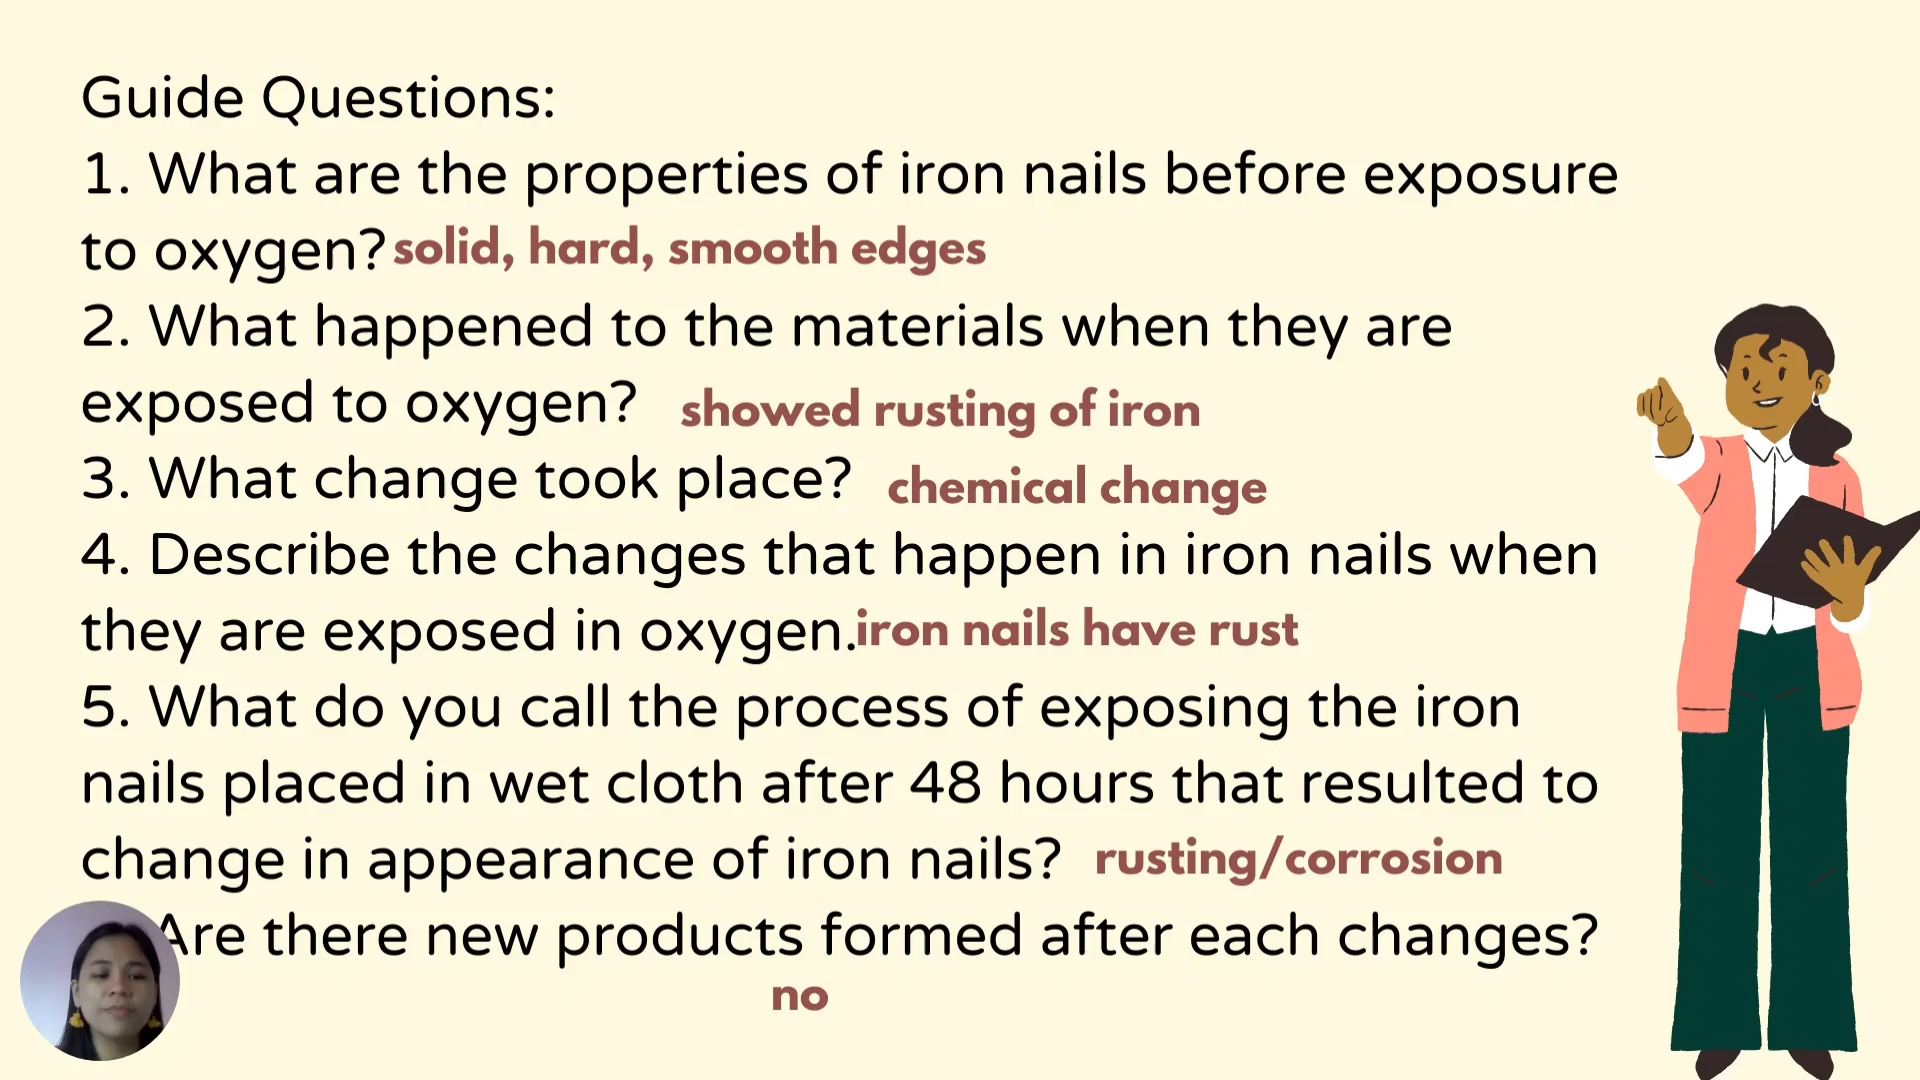 Guide Questions:
1. What are the properties of iron nails before exposure
to oxygen? solid, hard, smooth edges
2. What happened to the materials when they are
exposed to oxygen? showed rusting of iron
3. What change took place? chemical change
4. Describe the changes that happen in iron nails when
they are exposed in oxygen. iron nails have rust
5. What do you call the process of exposing the iron
nails placed in wet cloth after 48 hours that resulted to
change in appearance of iron nails? rusting/corrosion
Are there new products formed after each changes?
no